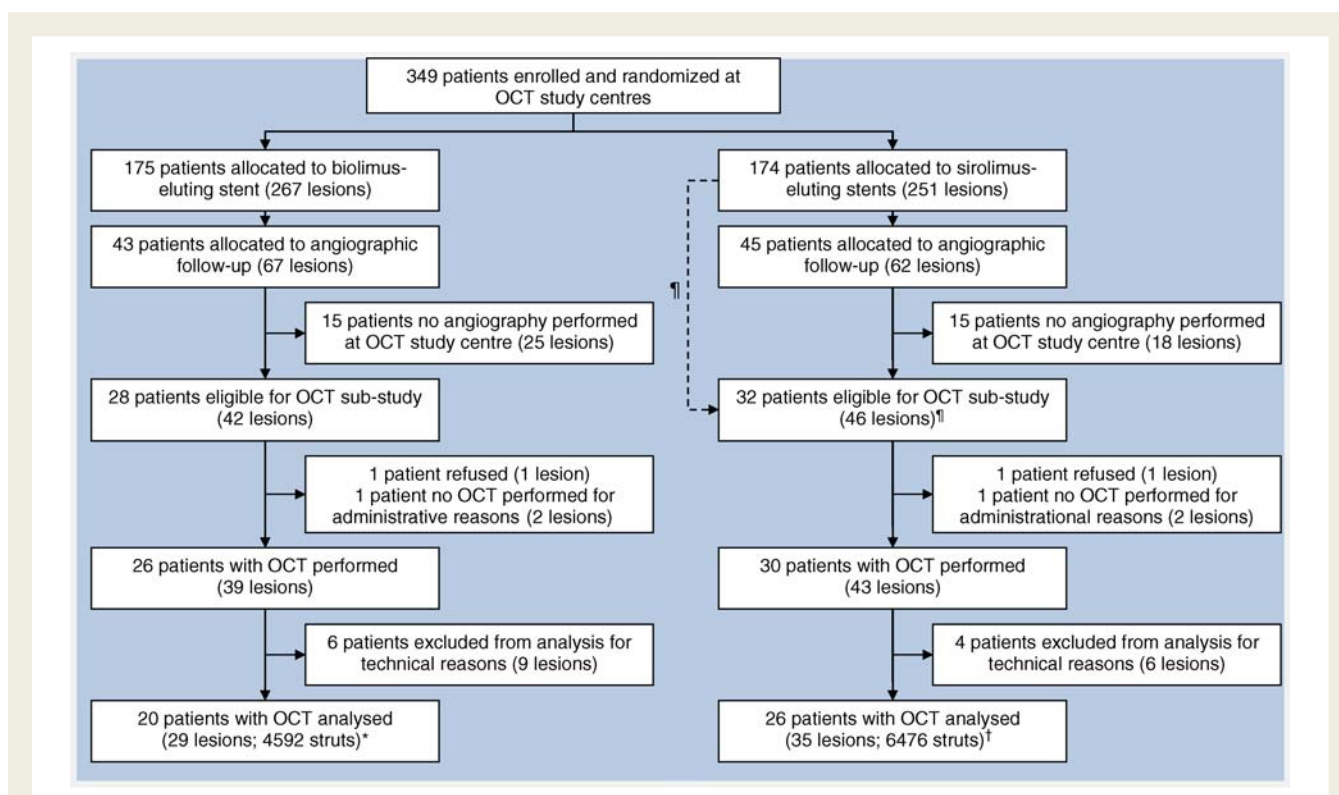 349 patients enrolled and randomized at
OCT study centres
175 patients allocated to biolimus-
eluting stent (267 lesions)
174 patients allocated to sirolimus-
eluting stents (251 lesions)
43 patients allocated to angiographic
follow-up (67 lesions)
45 patients allocated to angiographic
follow-up (62 lesions)
¶
15 patients no angiography performed
at OCT study centre (25 lesions)
15 patients no angiography performed
at OCT study centre (18 lesions)
28 patients eligible for OCT sub-study
(42 lesions)
32 patients eligible for OCT sub-study
(46 lesions)¶
1 patient refused (1 lesion)
1 patient no OCT performed for
administrative reasons (2 lesions)
1 patient refused (1 lesion)
1 patient no OCT performed for
administrational reasons (2 lesions)
26 patients with OCT performed
(39 lesions)
30 patients with OCT performed
(43 lesions)
6 patients excluded from analysis for
technical reasons (9 lesions)
4 patients excluded from analysis for
technical reasons (6 lesions)
20 patients with OCT analysed
(29 lesions; 4592 struts)*
26 patients with OCT analysed
(35 lesions; 6476 struts)†